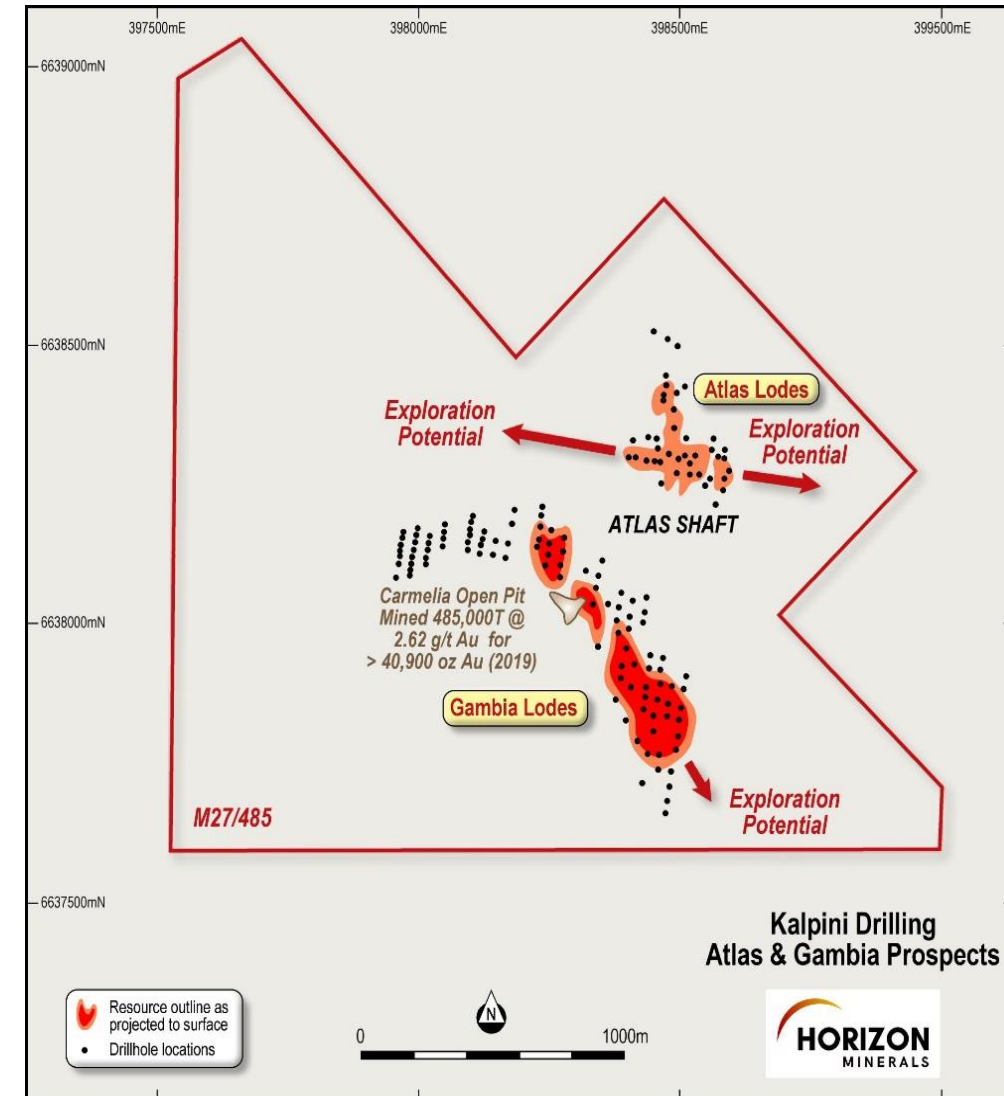 397500mE
398000mE
398500mE
399500mE
6639000mN
6638500mN
Atlas Lodes
Exploration
Potential
Exploration
Potential
ATLAS SHAFT
Carmelia Open Pit
Mined 485,000T @
2.62 g/t Au for
> 40,900 oz Au (2019)
6638000mN
Gambia Lodes
Exploration
Potential
M27/485
6637500mN
Kalpini Drilling
Atlas & Gambia Prospects
Resource outline as
projected to surface
Drillhole locations
N
0
1000m
HORIZON
MINERALS